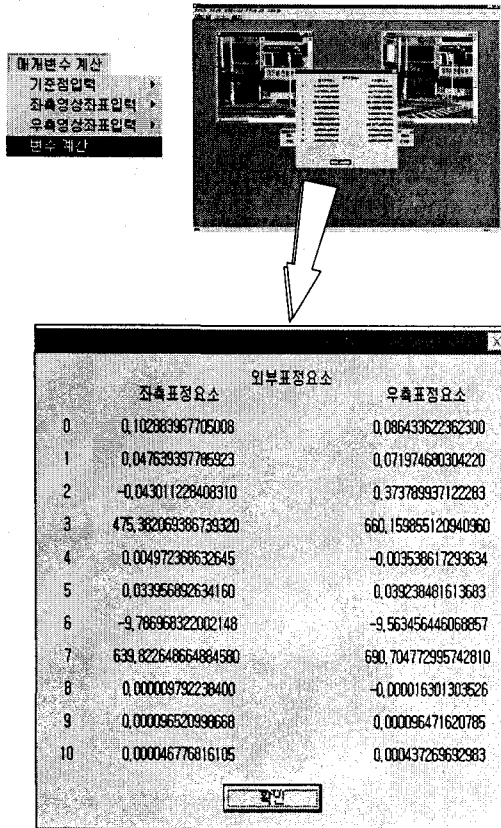 매개변수 계산
기준점입력
좌측영상좌표입력
우측영상좌표입력
변수 계산
외부표정요소
좌측표정요소 우측표정요소
0 0,102883967705008 0,086433622362300
1 0,047639397785923 0,071974680304220
2 -0,043011228408310 0,373789937122283
3 475,382069386739320 660,159855120940960
4 0,004972368632645 -0,003538617293634
5 0,033956892634160 0,039238481613683
6 -9,786968322002148 -9,563456446068857
7 639,822648664884580 690,704772995742810
8 0,000009792238400 -0,000016301303526
9 0,000096520998668 0,000096471620785
10 0,000046776816105 0,000437269692983
확인